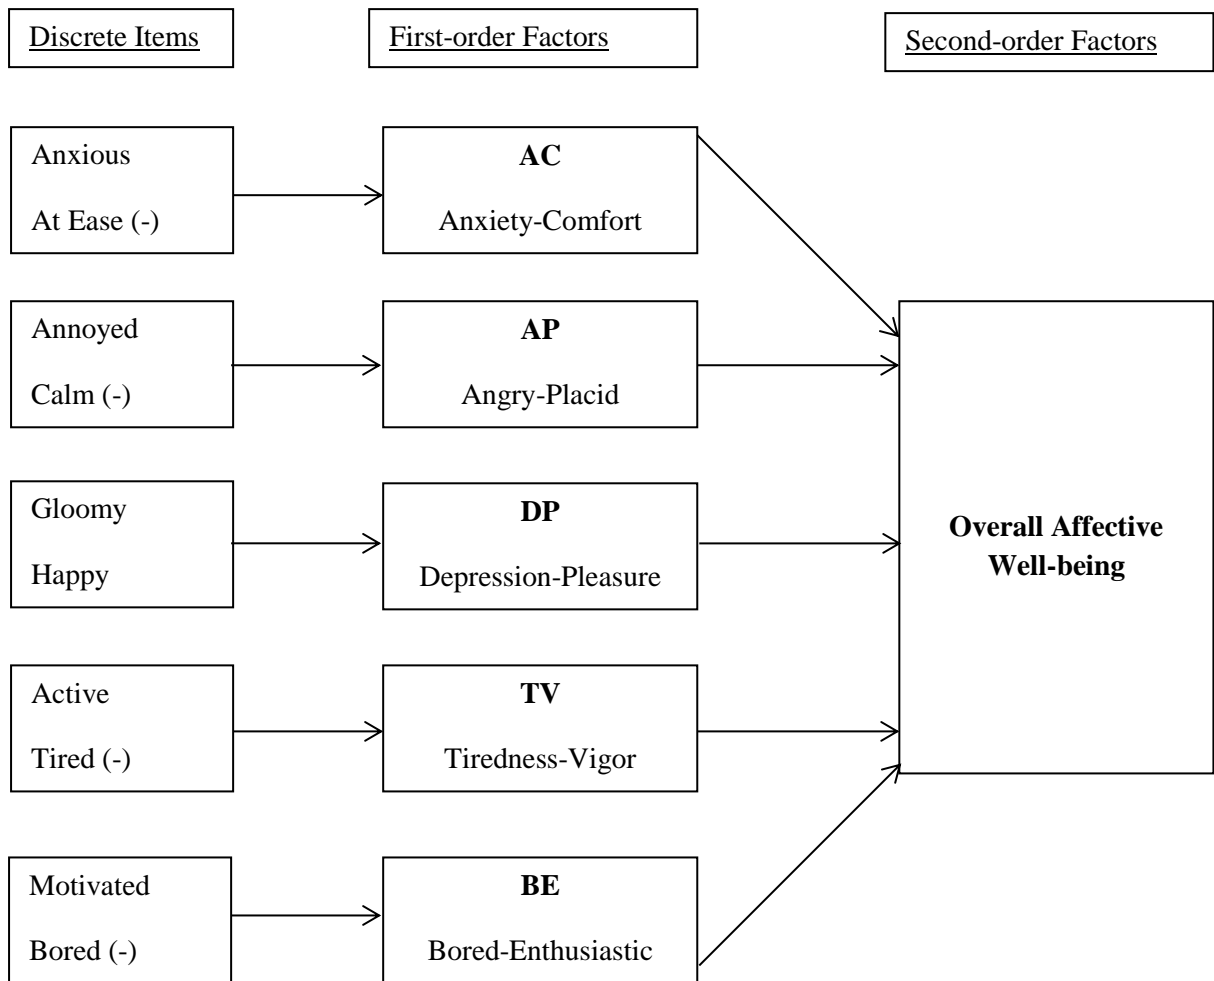 Discrete Items
First-order Factors
Second-order Factors
Anxious
At Ease (-)
AC
Anxiety-Comfort
Annoyed
Calm (-)
AP
Angry-Placid
Gloomy
Happy
DP
Depression-Pleasure
Overall Affective
Well-being
Active
Tired (-)
TV
Tiredness-Vigor
Motivated
Bored (-)
BE
Bored-Enthusiastic